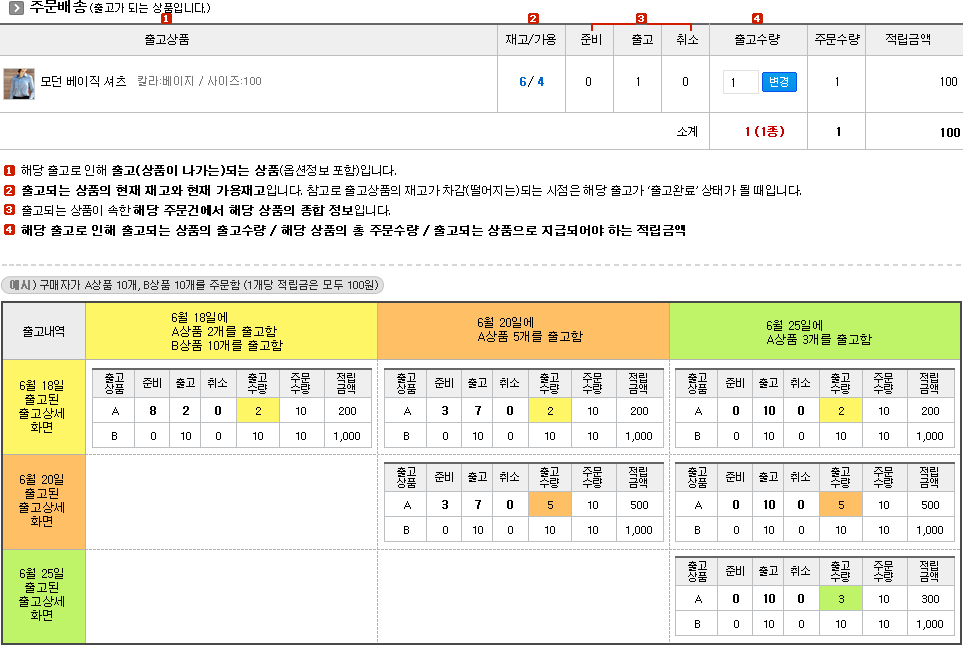 주문배송 (출고가 되는 상품입니다.)
1 2 3 4
출고상품 재고/가용 준비 출고 취소 출고수량 주문수량 적립금액
모던 베이직 셔츠 칼라:베이지 / 사이즈:100 6/ 4 0 1 0 1 변경 1 100
소계 1 (1종) 1 100
1 해당 출고로 인해 출고(상품이 나가는)되는 상품(옵션정보 포함)입니다.
2 출고되는 상품의 현재 재고와 현재 가용재고입니다. 참고로 출고상품의 재고가 차감(떨어지는)되는 시점은 해당 출고가 ‘출고완료’ 상태가 될 때입니다.
3 출고되는 상품이 속한 해당 주문건에서 해당 상품의 종합 정보입니다.
4 해당 출고로 인해 출고되는 상품의 출고수량 / 해당 상품의 총 주문수량 / 출고되는 상품으로 지급되어야 하는 적립금액
예시) 구매자가 A상품 10개, B상품 10개를 주문함 (1개당 적립금은 모두 100원)
출고내역
6월 18일에
A상품 2개를 출고함
B상품 10개를 출고함
6월 20일에
A상품 5개를 출고함
6월 25일에
A상품 3개를 출고함
6월 18일
출고된
출고상세
화면
출고상품 준비 출고 취소 출고수량 주문수량 적립금액
A 8 2 0 2 10 200
B 0 10 0 10 10 1,000
출고상품 준비 출고 취소 출고수량 주문수량 적립금액
A 3 7 0 2 10 200
B 0 10 0 10 10 1,000
출고상품 준비 출고 취소 출고수량 주문수량 적립금액
A 0 10 0 2 10 200
B 0 10 0 10 10 1,000
6월 20일
출고된
출고상세
화면
출고상품 준비 출고 취소 출고수량 주문수량 적립금액
A 3 7 0 5 10 500
B 0 10 0 10 10 1,000
출고상품 준비 출고 취소 출고수량 주문수량 적립금액
A 0 10 0 5 10 500
B 0 10 0 10 10 1,000
6월 25일
출고된
출고상세
화면
출고상품 준비 출고 취소 출고수량 주문수량 적립금액
A 0 10 0 3 10 300
B 0 10 0 10 10 1,000